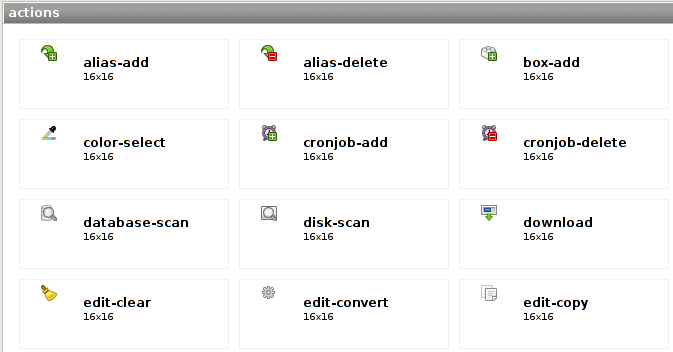 actions
alias-add
16x16
alias-delete
16x16
box-add
16x16
color-select
16x16
cronjob-add
16x16
cronjob-delete
16x16
database-scan
16x16
disk-scan
16x16
download
16x16
edit-clear
16x16
edit-convert
16x16
edit-copy
16x16